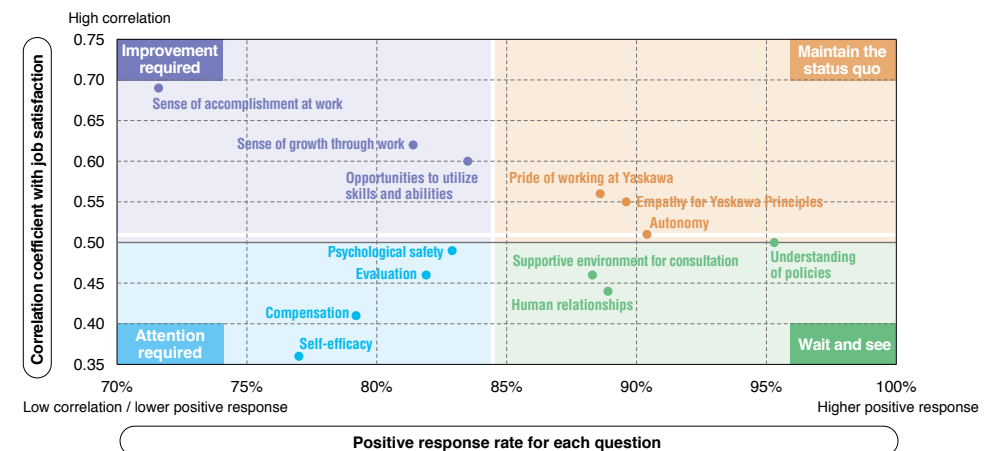 High correlation
Correlation coefficient with job satisfaction
0.75
0.70
0.65
0.60
0.55
0.50
0.45
0.40
0.35
Improvement
required
Maintain the
status quo
Sense of accomplishment at work
Sense of growth through work
Opportunities to utilize
skills and abilities
Pride of working at Yaskawa
Empathy for Yaskawa Principles
Autonomy
Psychological safety
Evaluation
Compensation
Self-efficacy
Supportive environment for consultation
Human relationships
Understanding
of policies
Attention
required
Wait and see
70%
75%
80%
85%
90%
95%
100%
Low correlation / lower positive response
Higher positive response
Positive response rate for each question